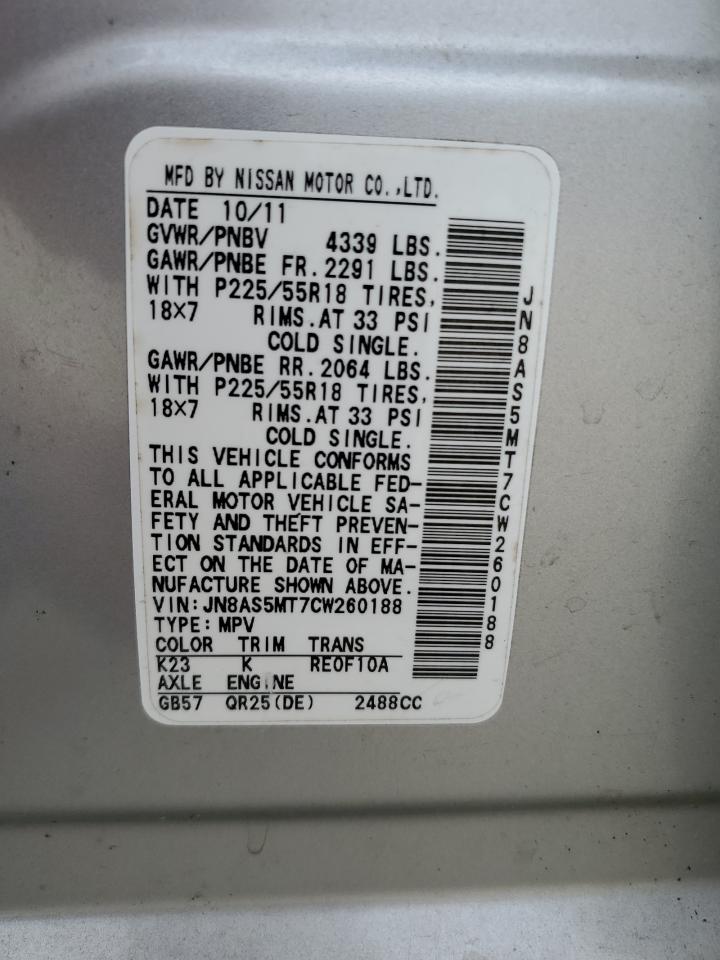 MFD BY NISSAN MOTOR CO.,LTD.
DATE 10/11
GVWR/PNBV 4339 LBS.
GAWR/PNBE FR.2291 LBS.
WITH P225/55R18 TIRES,
18×7 RIMS.AT 33 PSI
COLD SINGLE.
GAWR/PNBE RR.2064 LBS.
WITH P225/55R18 TIRES,
18×7 RIMS.AT 33 PSI
COLD SINGLE.
THIS VEHICLE CONFORMS
TO ALL APPLICABLE FED-
ERAL MOTOR VEHICLE SA-
FETY AND THEFT PREVEN-
TION STANDARDS IN EFF-
ECT ON THE DATE OF MA-
NUFACTURE SHOWN ABOVE.
VIN:JN8AS5MT7CW260188
TYPE:MPV
COLOR TRIM TRANS
K23 K RE0F10A
AXLE ENGINE
GB57 QR25(DE) 2488CC
JN8AS5MT7CW260188